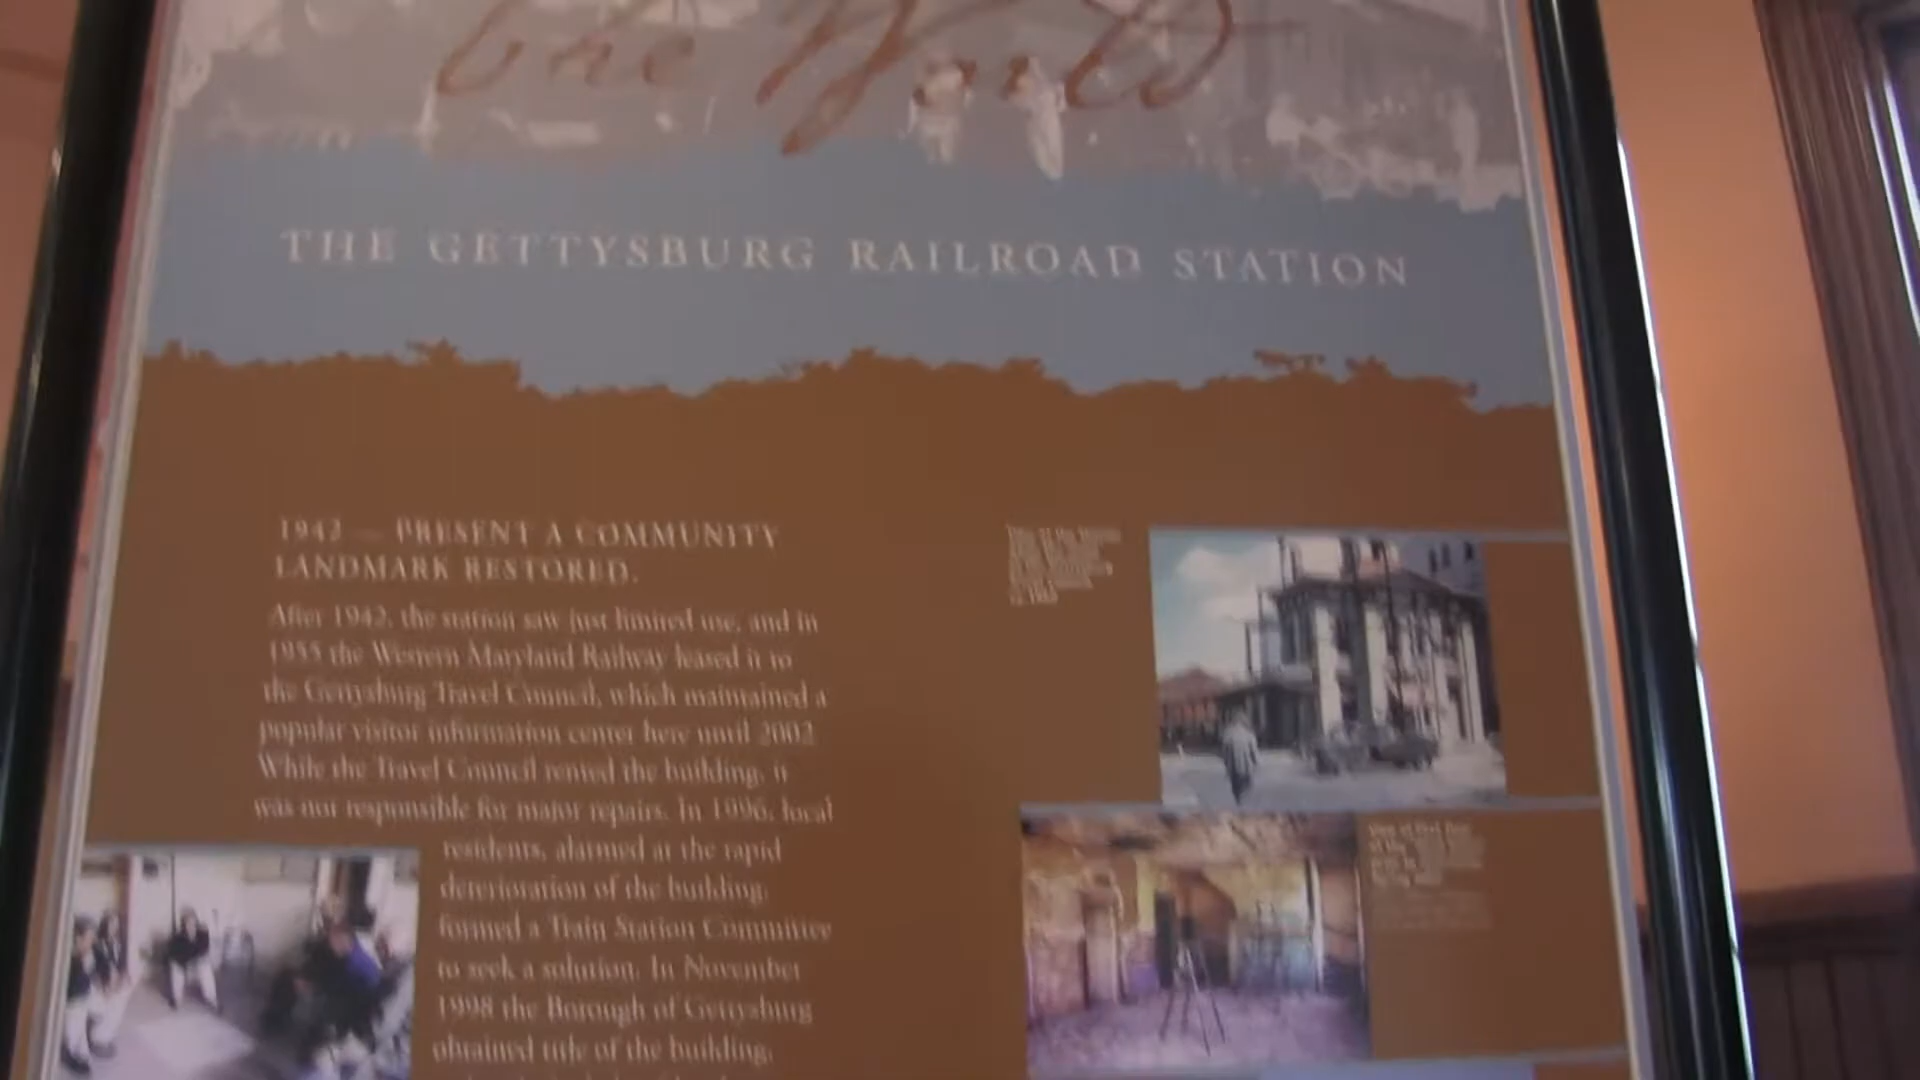 the World
THE GETTYSBURG RAILROAD STATION
1942 — PRESENT A COMMUNITY
LANDMARK RESTORED.
After 1942, the station saw just limited use, and in
1955 the Western Maryland Railway leased it to
the Gettysburg Travel Council, which maintained a
popular visitor information center here until 2002.
While the Travel Council rented the building, it
was not responsible for major repairs. In 1996, local
residents, alarmed at the rapid
deterioration of the building,
formed a Train Station Committee
to seek a solution. In November
1998 the Borough of Gettysburg
obtained title of the building,